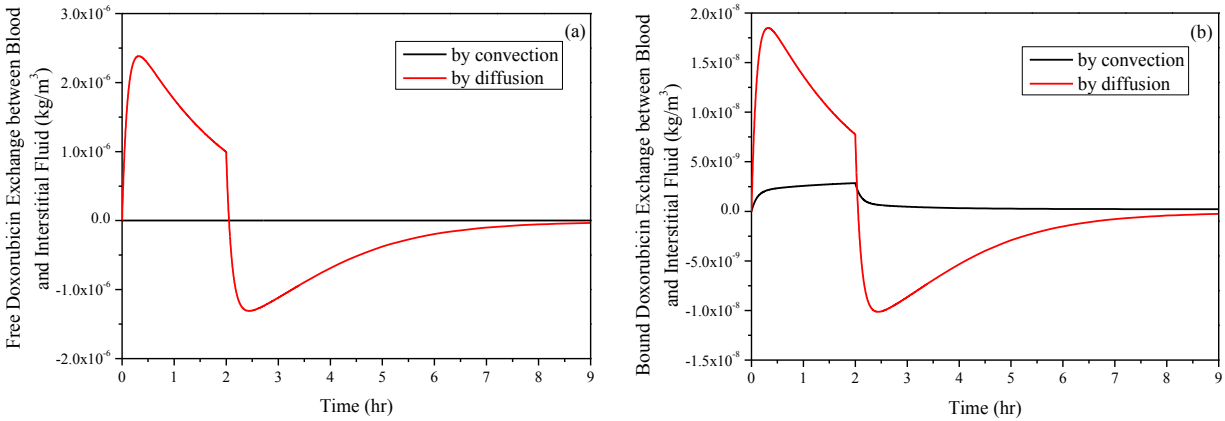 (a)
by convection
by diffusion
Free Doxorubicin Exchange between Blood
and Interstitial Fluid (kg/m³)
3.0x10⁻⁶
2.0x10⁻⁶
1.0x10⁻⁶
0.0
-1.0x10⁻⁶
-2.0x10⁻⁶
0 1 2 3 4 5 6 7 8 9
Time (hr)
(b)
by convection
by diffusion
Bound Doxorubicin Exchange between Blood
and Interstitial Fluid (kg/m³)
2.0x10⁻⁸
1.5x10⁻⁸
1.0x10⁻⁸
5.0x10⁻⁹
0.0
-5.0x10⁻⁹
-1.0x10⁻⁸
-1.5x10⁻⁸
0 1 2 3 4 5 6 7 8 9
Time (hr)